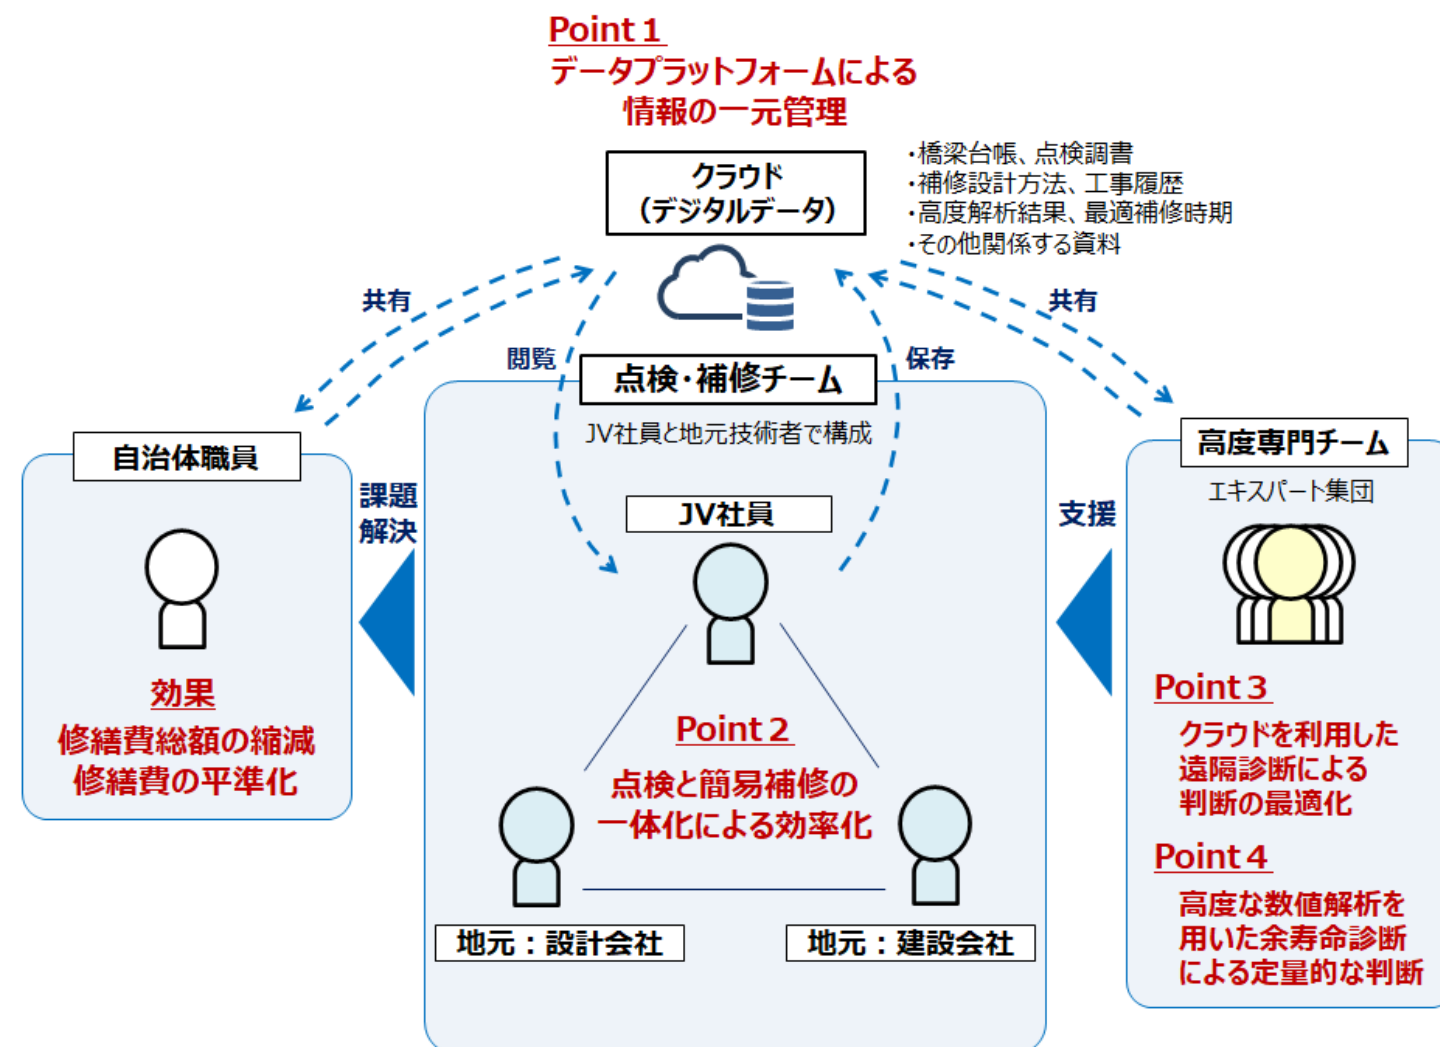 Point 1
データプラットフォームによる
情報の一元管理
クラウド
（デジタルデータ）
・橋梁台帳、点検調書
・補修設計方法、工事履歴
・高度解析結果、最適補修時期
・その他関係する資料
共有
共有
閲覧
保存
点検・補修チーム
JV社員と地元技術者で構成
自治体職員
課題
解決
効果
修繕費総額の縮減
修繕費の平準化
JV社員
Point 2
点検と簡易補修の
一体化による効率化
地元：設計会社
地元：建設会社
支援
高度専門チーム
エキスパート集団
Point 3
クラウドを利用した
遠隔診断による
判断の最適化
Point 4
高度な数値解析を
用いた余寿命診断
による定量的な判断